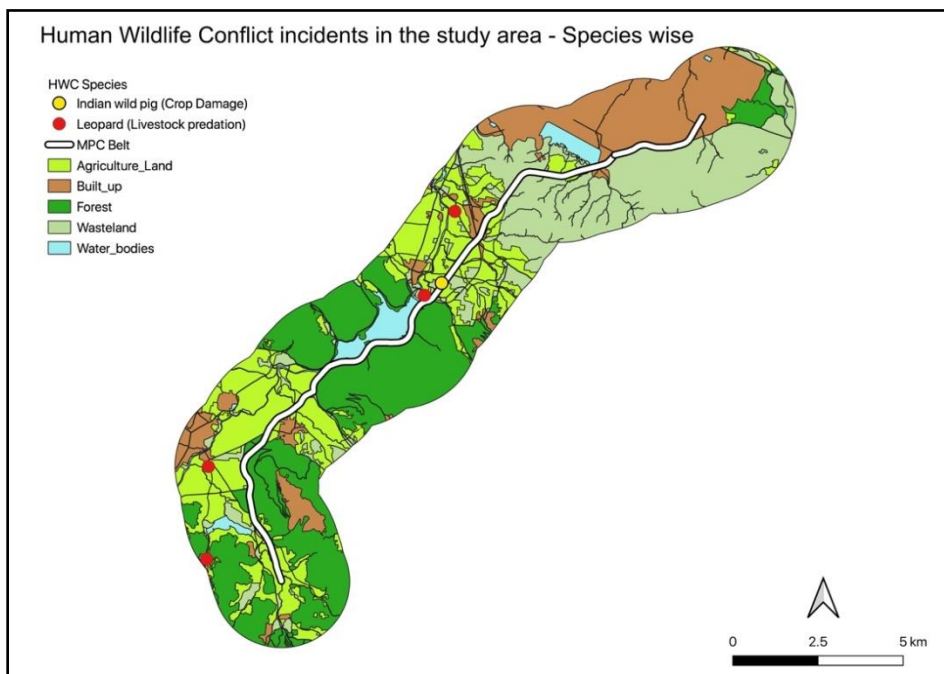 Human Wildlife Conflict incidents in the study area - Species wise
HWC Species
Indian wild pig (Crop Damage)
Leopard (Livestock predation)
MPC Belt
Agriculture_Land
Built_up
Forest
Wasteland
Water_bodies
0 2.5 5 km